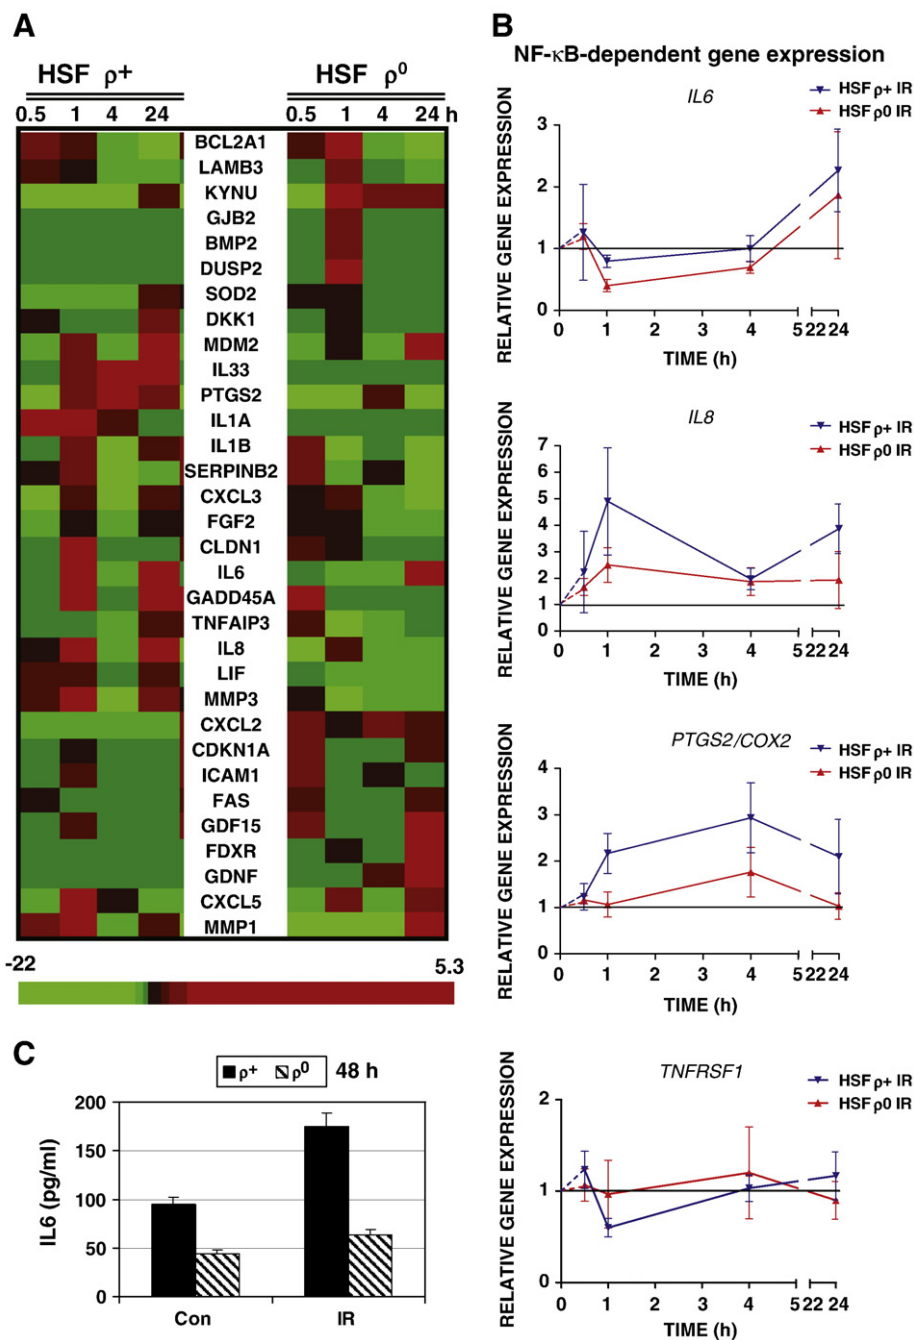 A
HSF ρ+
HSF ρ0
0.5 1 4 24
0.5 1 4 24 h
BCL2A1
LAMB3
KYNU
GJB2
BMP2
DUSP2
SOD2
DKK1
MDM2
IL33
PTGS2
IL1A
IL1B
SERPINB2
CXCL3
FGF2
CLDN1
IL6
GADD45A
TNFAIP3
IL8
LIF
MMP3
CXCL2
CDKN1A
ICAM1
FAS
GDF15
FDXR
GDNF
CXCL5
MMP1
-22
5.3
B
NF-κB-dependent gene expression
IL6
HSF ρ+ IR
HSF ρ0 IR
RELATIVE GENE EXPRESSION
3
2
1
0
0 1 2 3 4 5 22 24
TIME (h)
IL8
HSF ρ+ IR
HSF ρ0 IR
RELATIVE GENE EXPRESSION
7
6
5
4
3
2
1
0
0 1 2 3 4 5 22 24
TIME (h)
PTGS2/COX2
HSF ρ+ IR
HSF ρ0 IR
RELATIVE GENE EXPRESSION
4
3
2
1
0
0 1 2 3 4 5 22 24
TIME (h)
TNFRSF1
HSF ρ+ IR
HSF ρ0 IR
RELATIVE GENE EXPRESSION
2
1
0
0 1 2 3 4 5 22 24
TIME (h)
C
ρ+ ρ0 48 h
IL6 (pg/ml)
200
150
100
50
0
Con IR